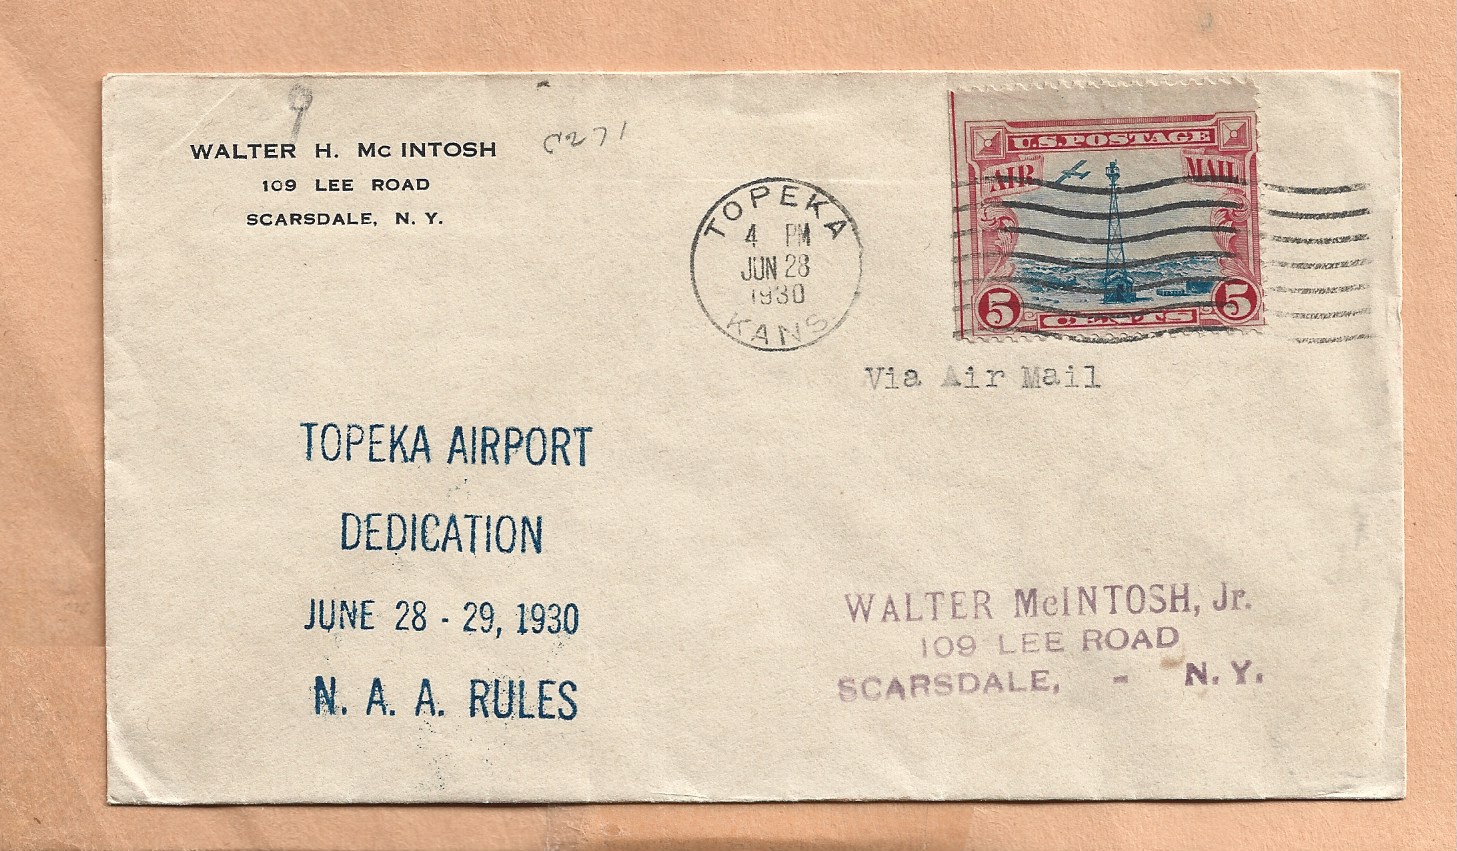 WALTER H. Mc INTOSH
109 LEE ROAD
SCARSDALE, N. Y.
C271
TOPEKA
4 PM
JUN 28
1930
KANS.
U.S. POSTAGE
AIR MAIL
5 CENTS 5
Via Air Mail
TOPEKA AIRPORT
DEDICATION
JUNE 28 - 29, 1930
N. A. A. RULES
WALTER McINTOSH, Jr.
109 LEE ROAD
SCARSDALE, - N. Y.